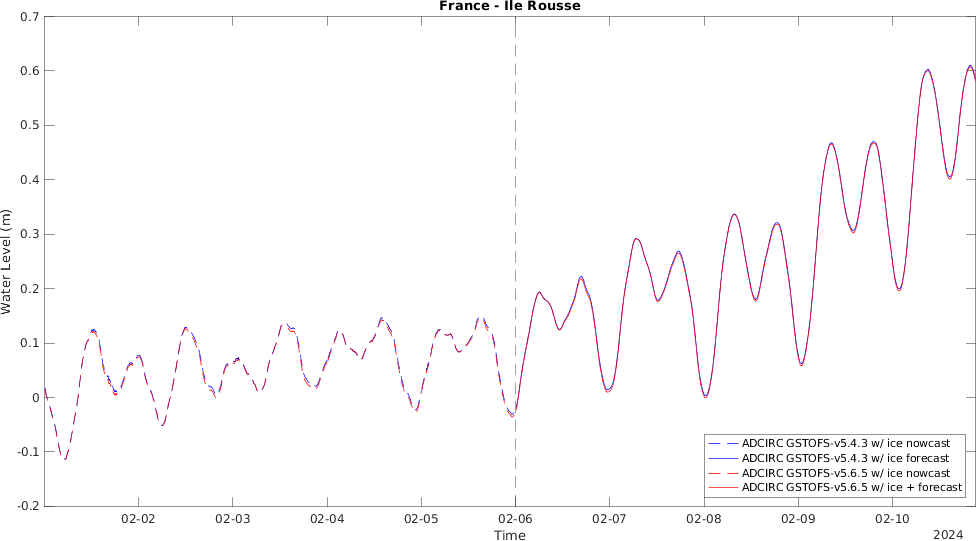 France - Ile Rousse
Water Level (m)
0.7
0.6
0.5
0.4
0.3
0.2
0.1
0
-0.1
-0.2
ADCIRC GSTOFS-v5.4.3 w/ ice nowcast
ADCIRC GSTOFS-v5.4.3 w/ ice forecast
ADCIRC GSTOFS-v5.6.5 w/ ice nowcast
ADCIRC GSTOFS-v5.6.5 w/ ice + forecast
02-02 02-03 02-04 02-05 02-06 02-07 02-08 02-09 02-10
Time
2024